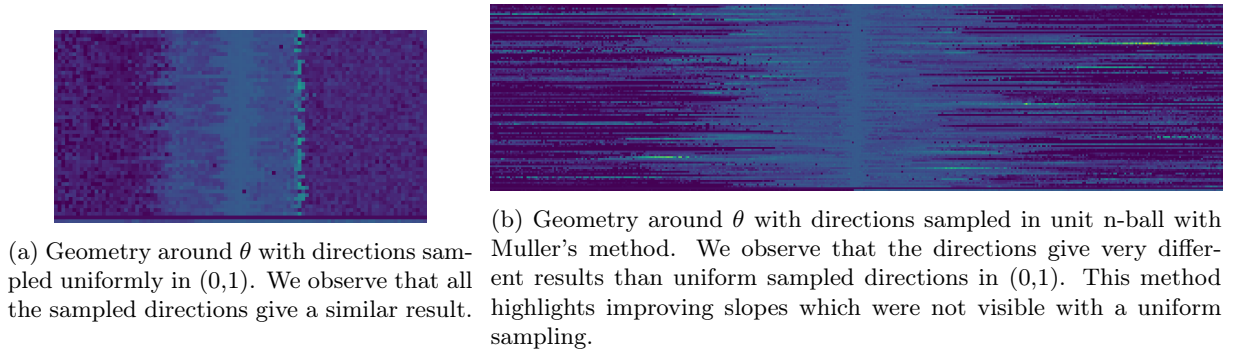 (a) Geometry around θ with directions sam-
pled uniformly in (0,1). We observe that all
the sampled directions give a similar result.
(b) Geometry around θ with directions sampled in unit n-ball with
Muller's method. We observe that the directions give very differ-
ent results than uniform sampled directions in (0,1). This method
highlights improving slopes which were not visible with a uniform
sampling.